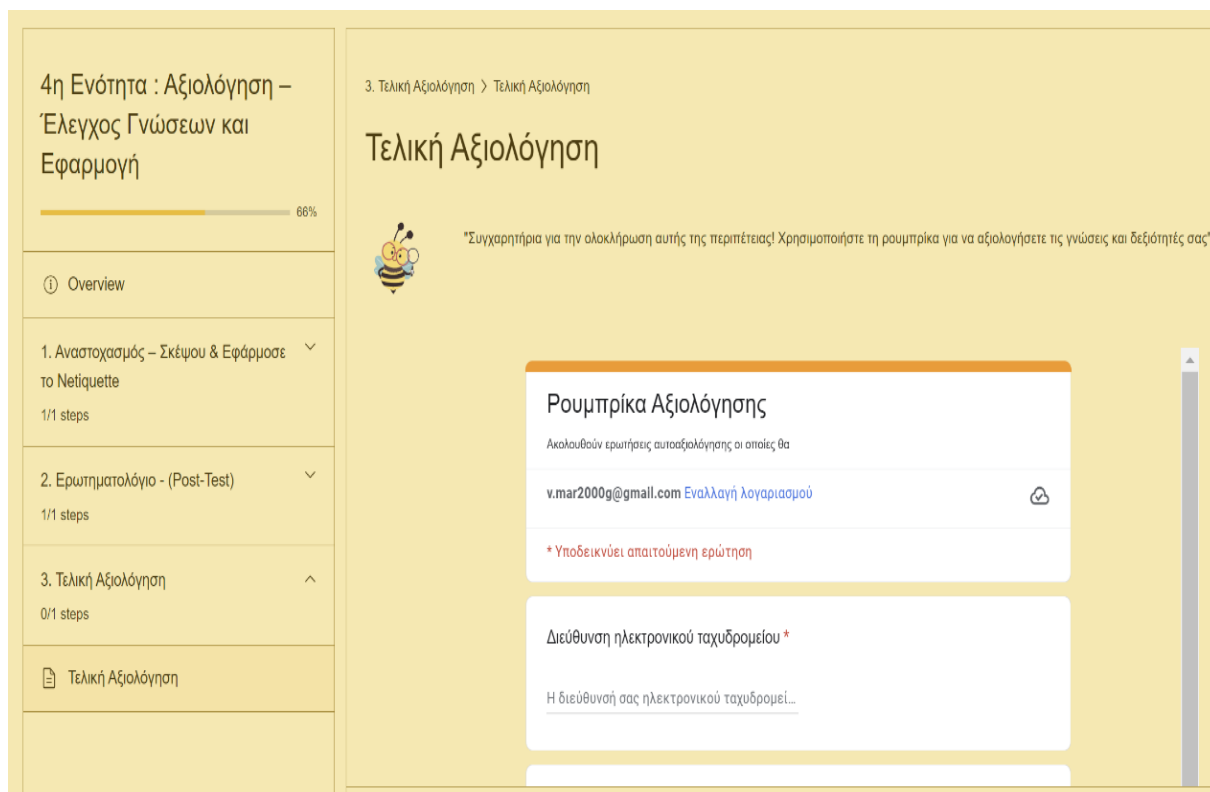 4η Ενότητα : Αξιολόγηση –
Έλεγχος Γνώσεων και
Εφαρμογή
66%
Overview
1. Αναστοχασμός – Σκέψου & Εφάρμοσε
το Netiquette
1/1 steps
2. Ερωτηματολόγιο - (Post-Test)
1/1 steps
3. Τελική Αξιολόγηση
0/1 steps
Τελική Αξιολόγηση
3. Τελική Αξιολόγηση > Τελική Αξιολόγηση
Τελική Αξιολόγηση
"Συγχαρητήρια για την ολοκλήρωση αυτής της περιπέτειας! Χρησιμοποιήστε τη ρουμπρίκα για να αξιολογήσετε τις γνώσεις και δεξιότητές σας"
Ρουμπρίκα Αξιολόγησης
Ακολουθούν ερωτήσεις αυτοαξιολόγησης οι οποίες θα
v.mar2000g@gmail.com Εναλλαγή λογαριασμού
* Υποδεικνύει απαιτούμενη ερώτηση
Διεύθυνση ηλεκτρονικού ταχυδρομείου *
Η διεύθυνσή σας ηλεκτρονικού ταχυδρομεί...